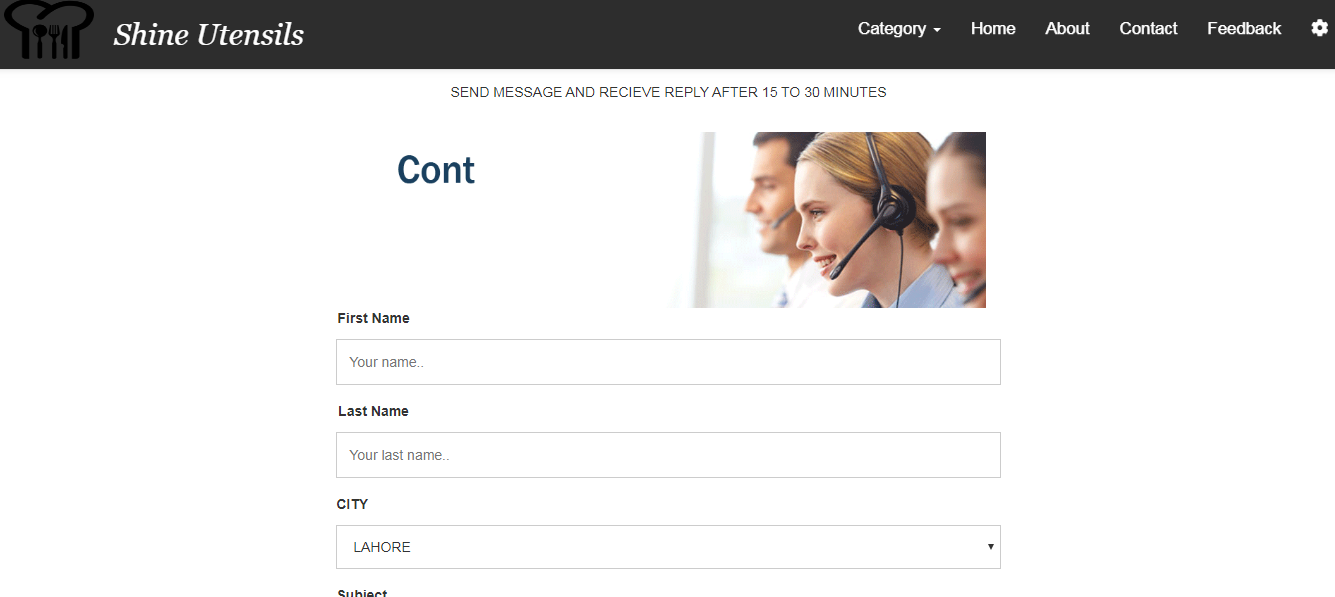 Shine Utensils
Category Home About Contact Feedback
SEND MESSAGE AND RECIEVE REPLY AFTER 15 TO 30 MINUTES
Cont
First Name
Your name..
Last Name
Your last name..
CITY
LAHORE
Subject